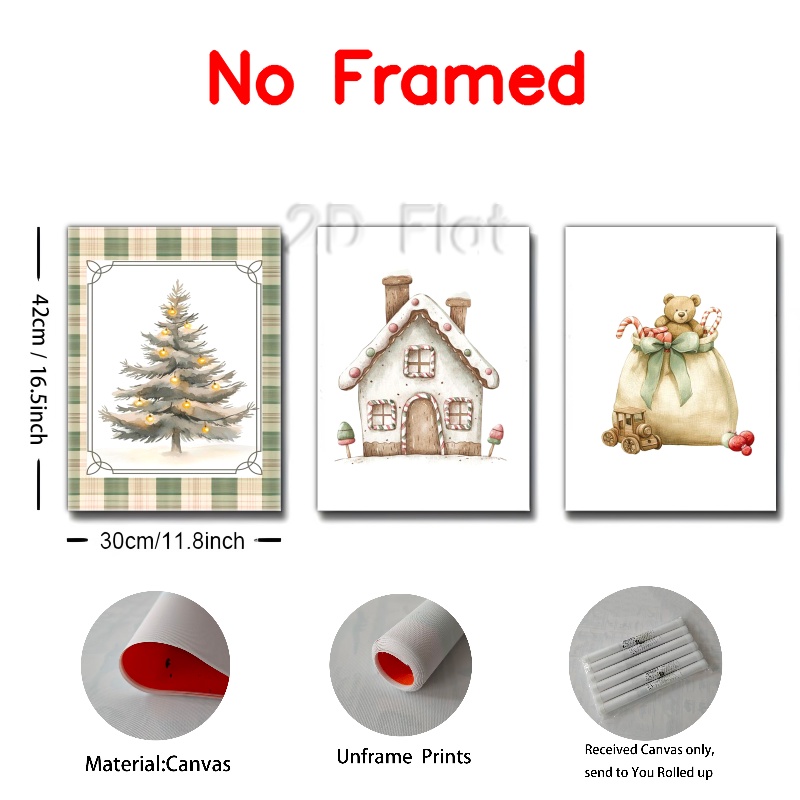 No Framed
2D Flat
42cm / 16.5inch
30cm/11.8inch
Material:Canvas
Unframe Prints
Received Canvas only,
send to You Rolled up